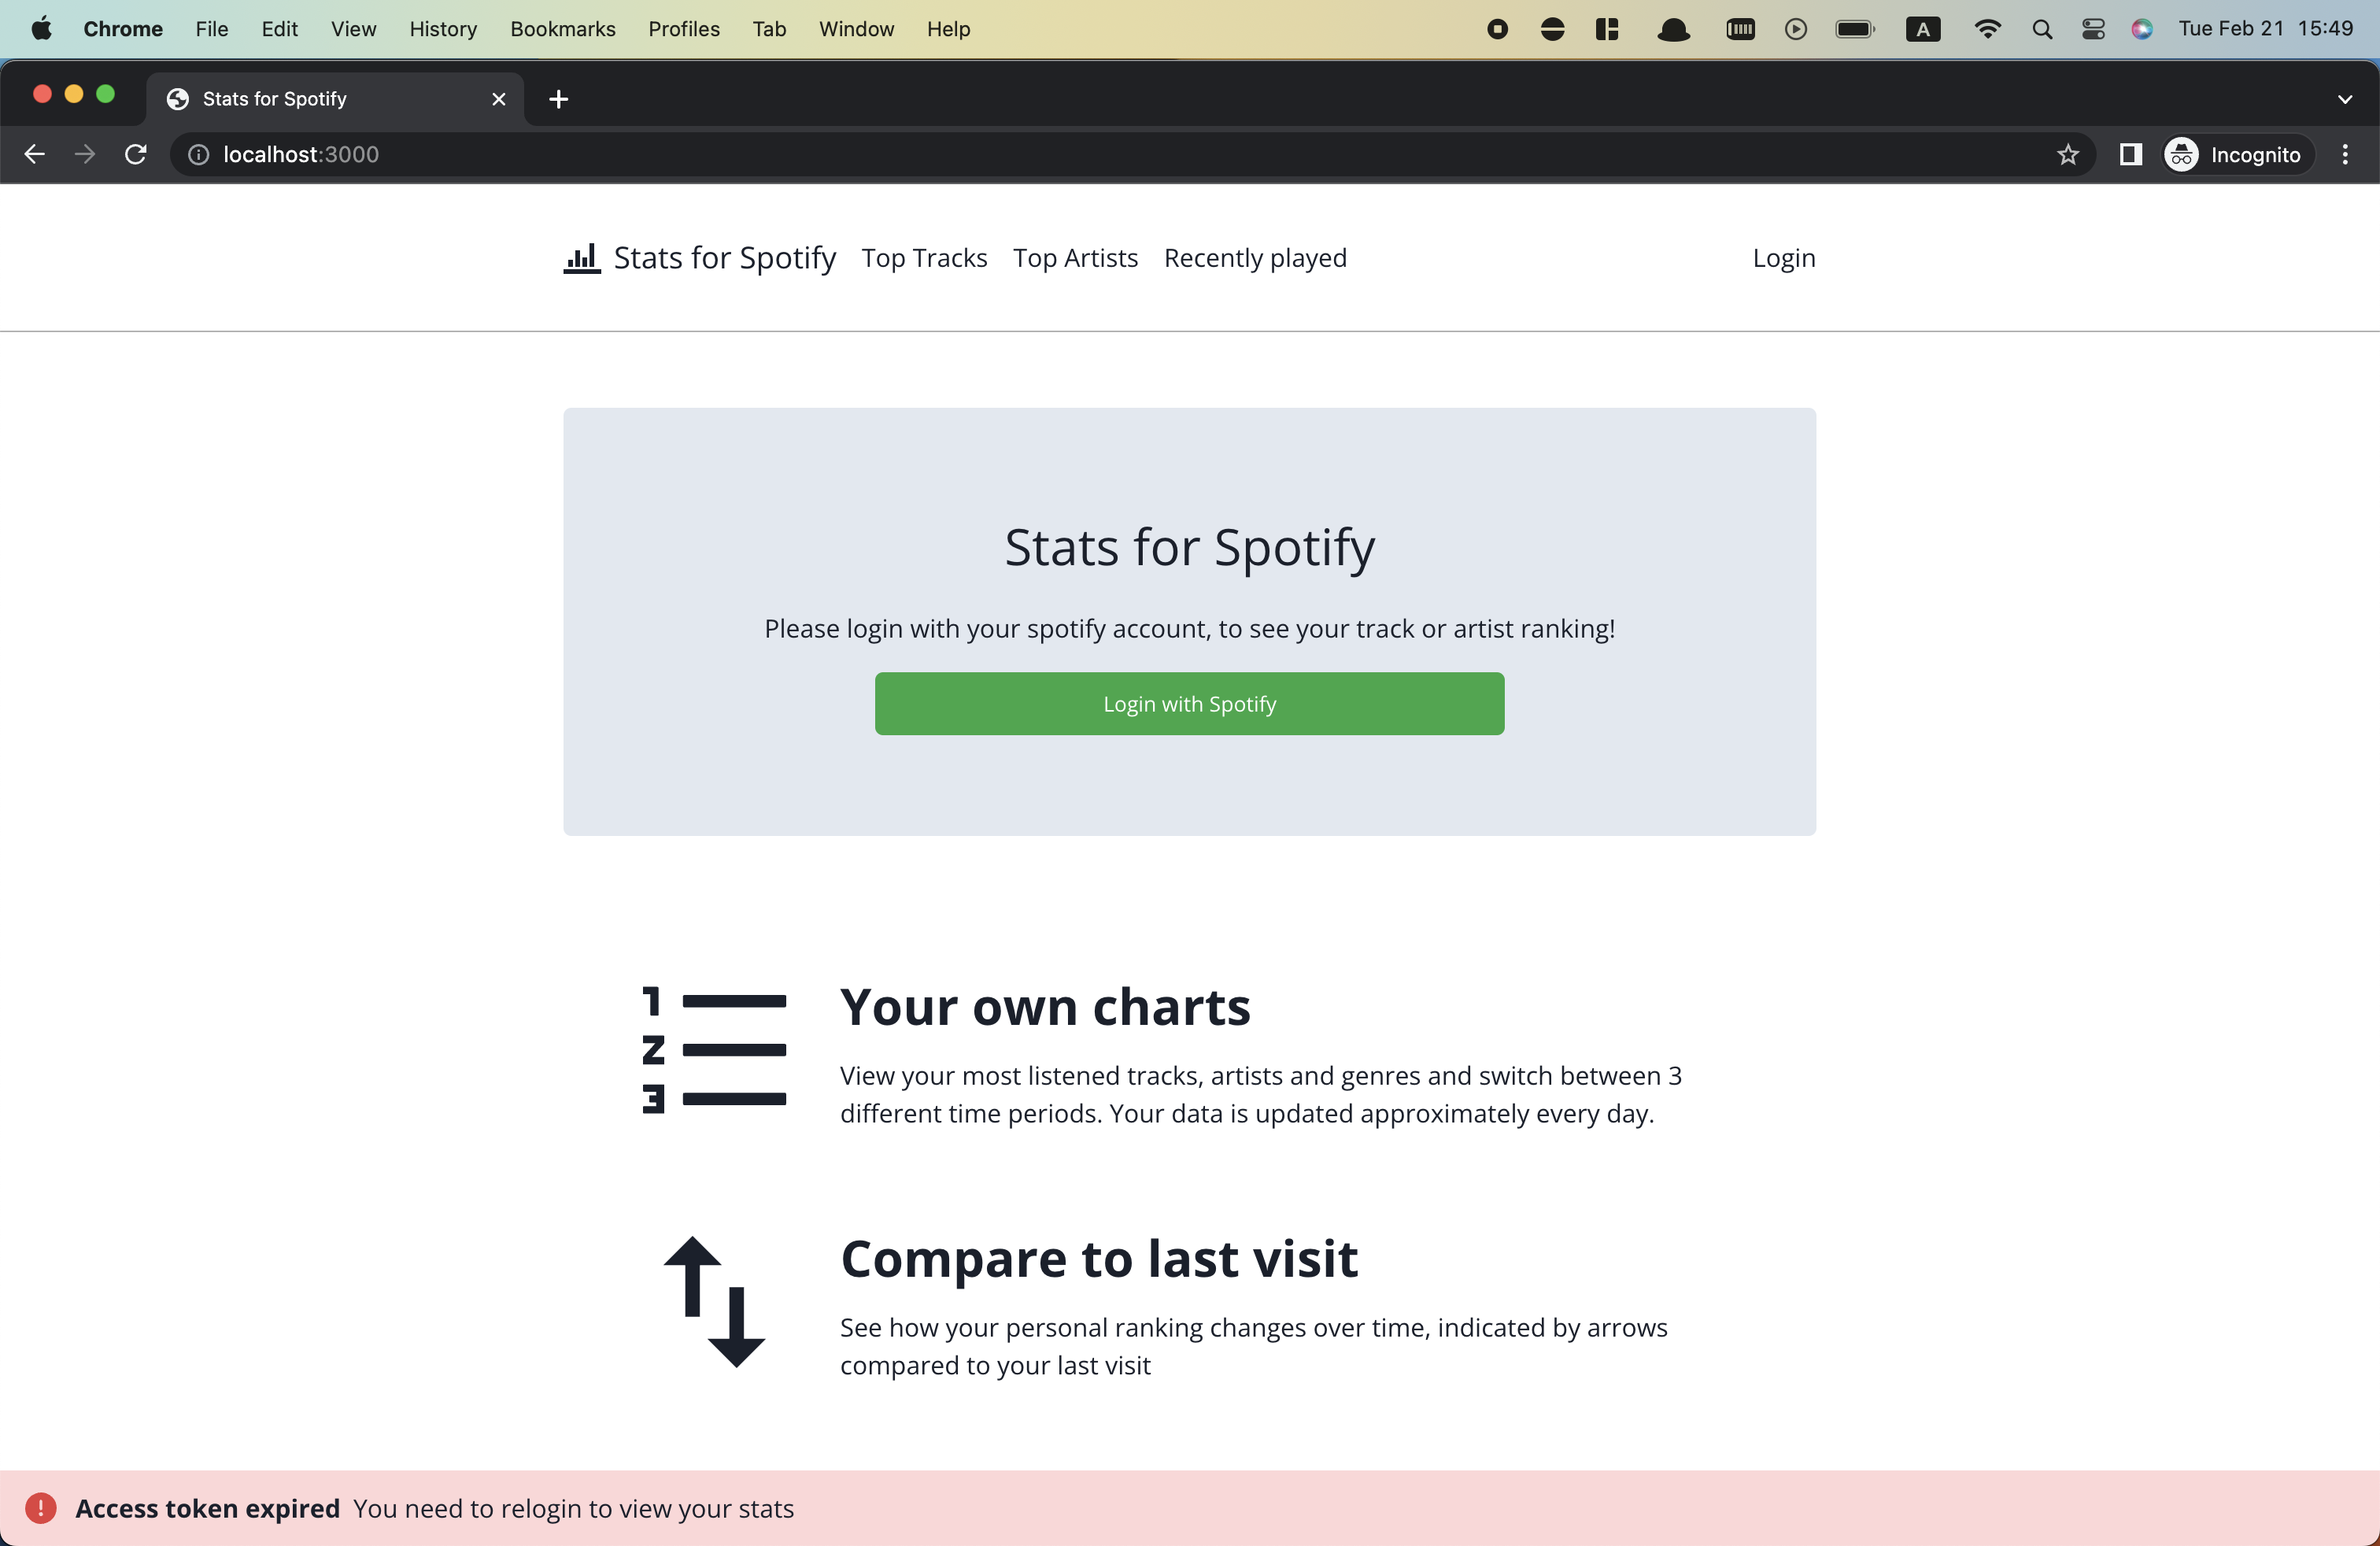 Chrome File Edit View History Bookmarks Profiles Tab Window Help A Tue Feb 21 15:49
Stats for Spotify
localhost:3000 Incognito
Stats for Spotify Top Tracks Top Artists Recently played Login
Stats for Spotify
Please login with your spotify account, to see your track or artist ranking!
Login with Spotify
1
2
3
Your own charts
View your most listened tracks, artists and genres and switch between 3
different time periods. Your data is updated approximately every day.
Compare to last visit
See how your personal ranking changes over time, indicated by arrows
compared to your last visit
Access token expired You need to relogin to view your stats